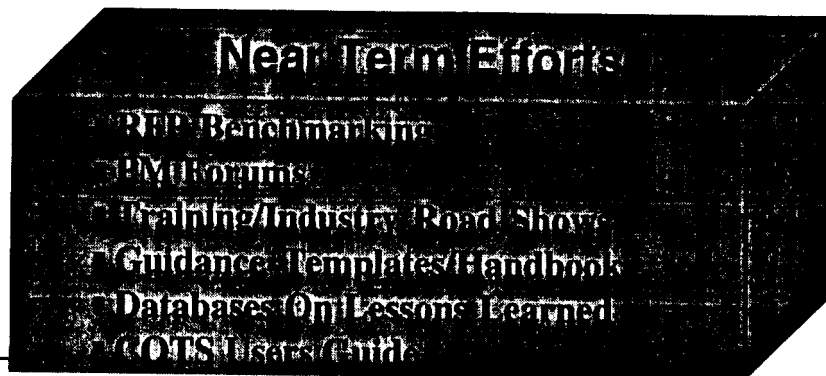 Near Term Efforts
RFP Benchmarking
PM Forums
Training/Industry Road Shows
Guidance Templates/Handbook
Databases On Lessons Learned
COTS Users Guide